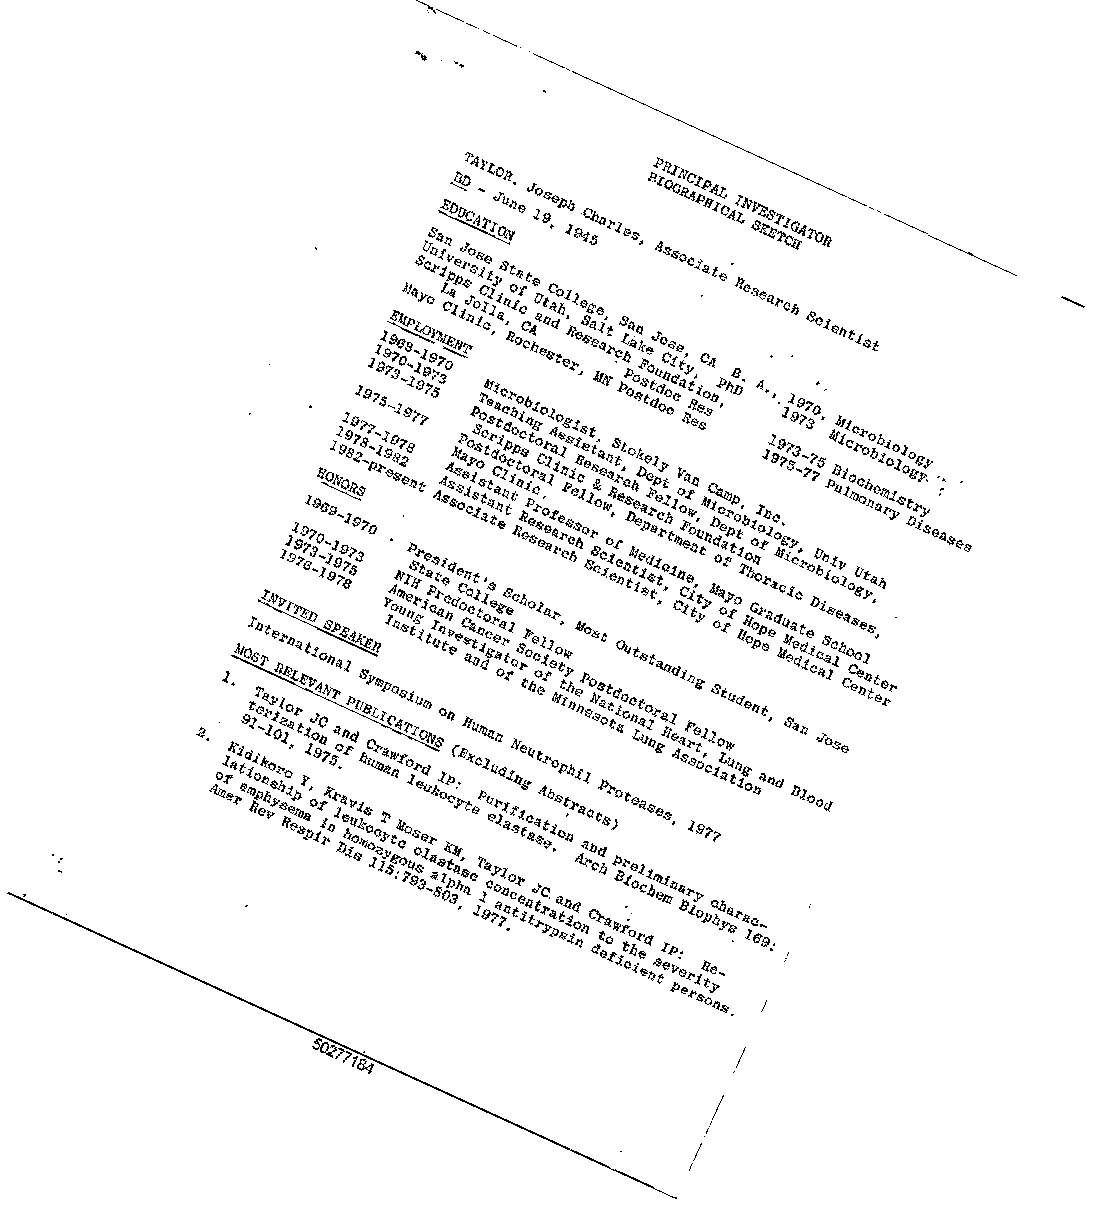 PRINCIPAL INVESTIGATOR
BIOGRAPHICAL SKETCH
TAYLOR, Joseph Charles, Associate Research Scientist
BD - June 19, 1945
EDUCATION
San Jose State College, San Jose, CA B. A., 1970, Microbiology
University of Utah, Salt Lake City, PhD 1973 Microbiology
Scripps Clinic and Research Foundation,
La Jolla, CA Postdoc Res 1973-75 Biochemistry
Mayo Clinic, Rochester, MN Postdoc Res 1975-77 Pulmonary Diseases
EMPLOYMENT
1963-1970 Microbiologist, Stokely Van Camp, Inc.
1970-1973 Teaching Assistant, Dept of Microbiology, Univ Utah
1973-1975 Postdoctoral Research Fellow, Dept of Microbiology,
Scripps Clinic & Research Foundation
1975-1977 Postdoctoral Fellow, Department of Thoracic Diseases,
Mayo Clinic.
1977-1978 Assistant Professor of Medicine, Mayo Graduate School
1978-1982 Assistant Research Scientist, City of Hope Medical Center
1982-present Associate Research Scientist, City of Hope Medical Center
HONORS
1969-1970 President's Scholar, Most Outstanding Student, San Jose
State College
1970-1973 NIH Predoctoral Fellow
1973-1975 American Cancer Society Postdoctoral Fellow
1976-1978 Young Investigator of the National Heart, Lung and Blood
Institute and of the Minnesota Lung Association
INVITED SPEAKER
International Symposium on Human Neutrophil Proteases, 1977
MOST RELEVANT PUBLICATIONS (Excluding Abstracts)
1. Taylor JC and Crawford IP: Purification and preliminary charac-
terization of human leukocyte elastase. Arch Biochem Biophys 169:
91-101, 1975.
2. Kidikoro Y, Kravis T Moser KM, Taylor JC and Crawford IP: Re-
lationship of leukocyte elastase concentration to the severity
of emphysema in homozygous alpha 1 antitrypsin deficient persons.
Amer Rev Respir Dis 115:793-803, 1977.
50277184